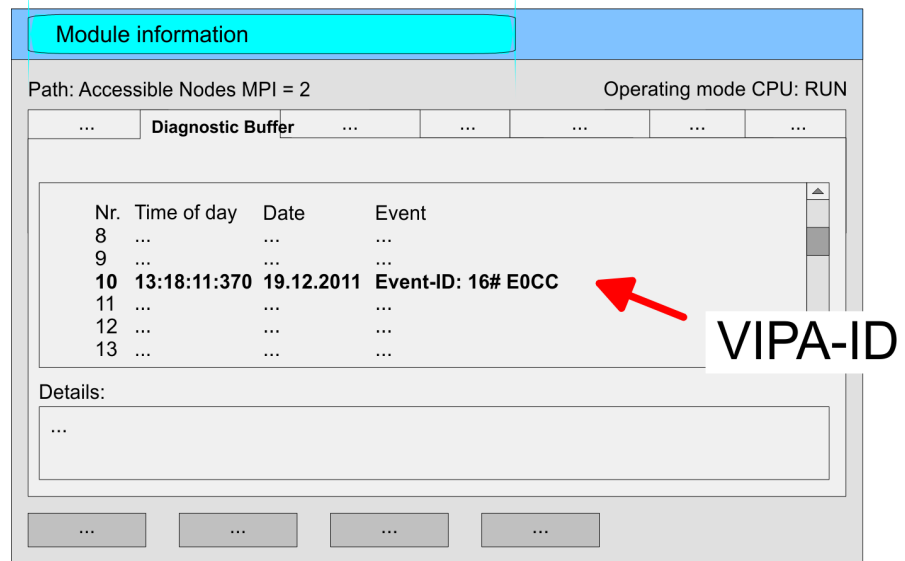 Module information
Path: Accessible Nodes MPI = 2 Operating mode CPU: RUN
... Diagnostic Buffer ... ... ... ... ...
Nr. Time of day Date Event
8 ... ... ...
9 ... ... ...
10 13:18:11:370 19.12.2011 Event-ID: 16# E0CC
11 ... ... ...
12 ... ... ...
13 ... ... ...
VIPA-ID
Details:
...
... ... ... ...